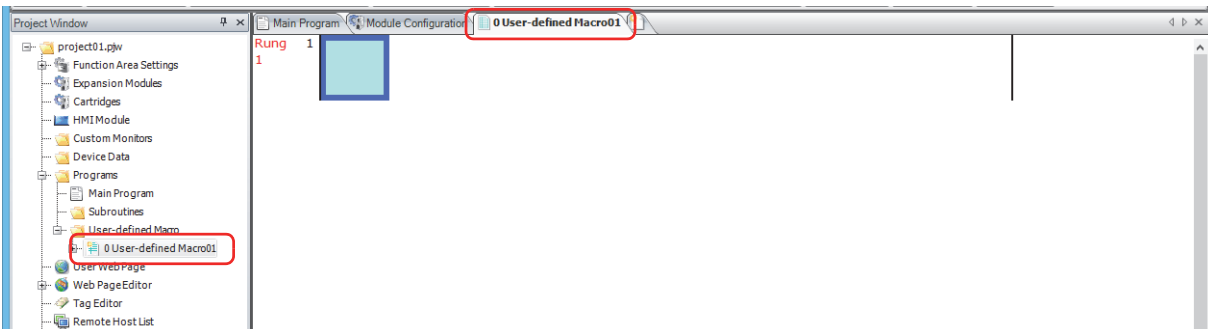 Project Window
Main Program
Module Configuration
0 User-defined Macro01
project01.pjw
Function Area Settings
Expansion Modules
Cartridges
HMI Module
Custom Monitors
Device Data
Programs
Main Program
Subroutines
User-defined Macro
0 User-defined Macro01
User Web Page
Web Page Editor
Tag Editor
Remote Host List
Rung 1
1